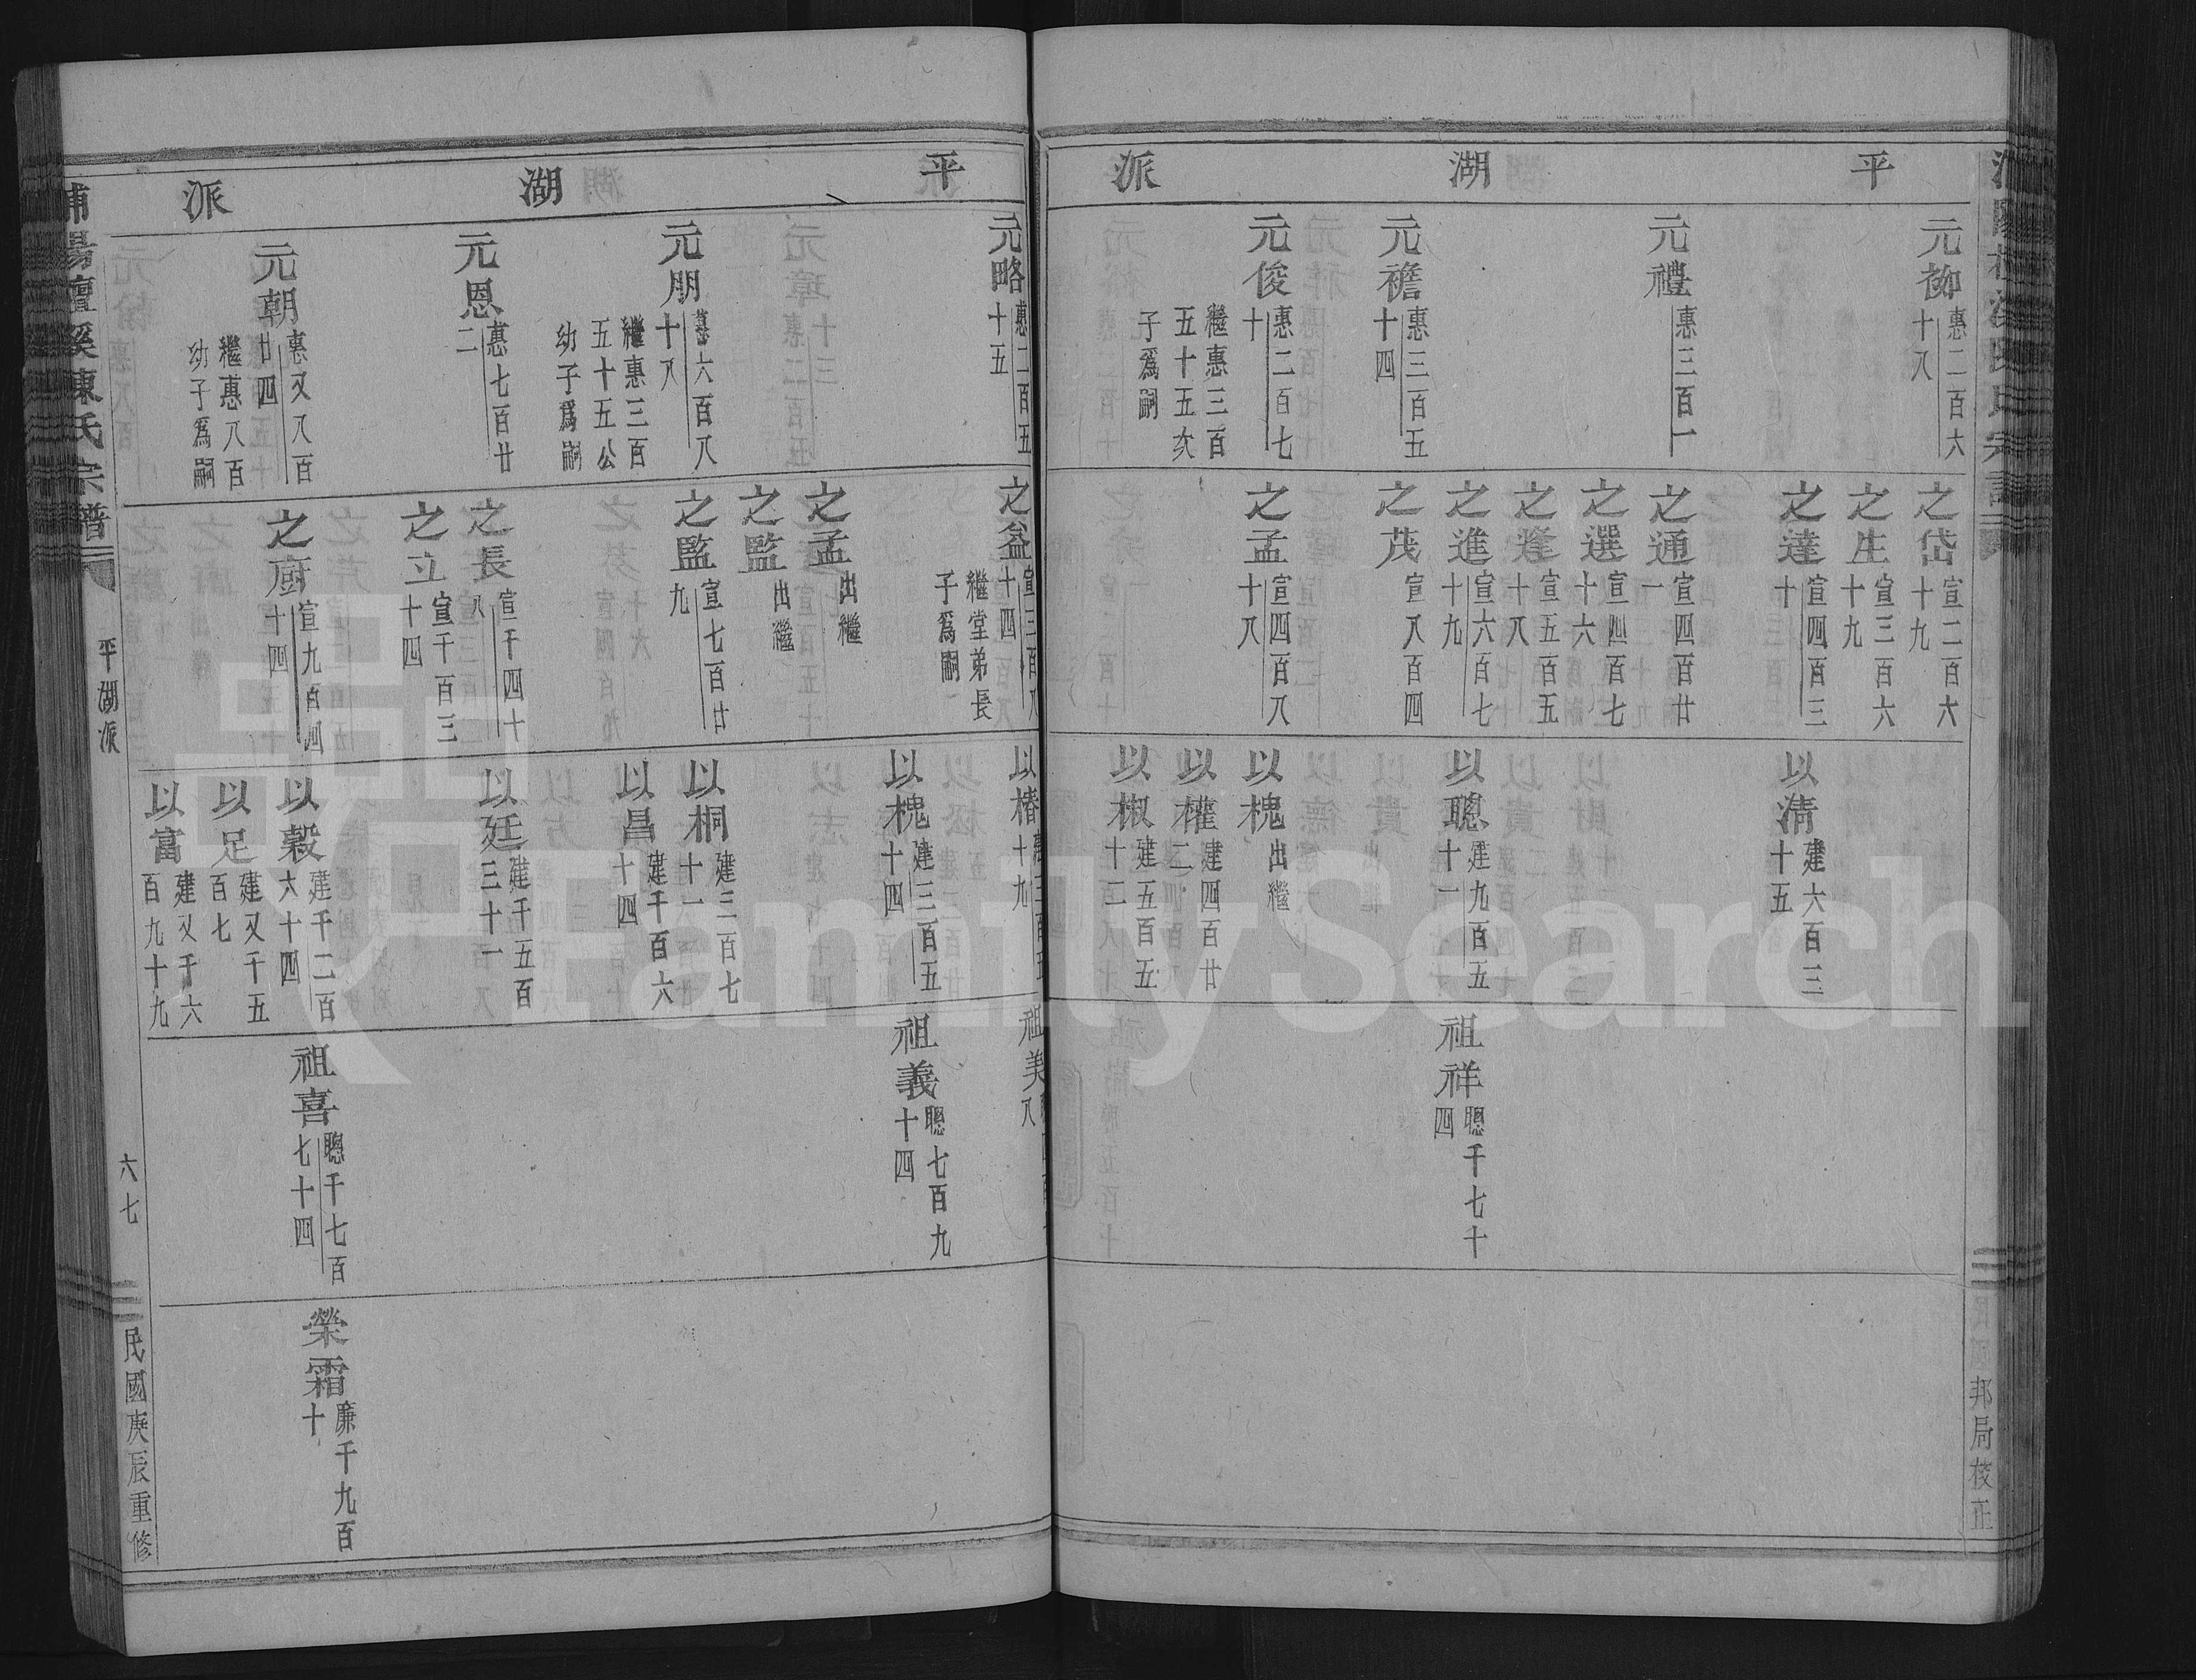 平湖派
元䄂惠二百六十八
元禮惠三百一
元襜惠三百五十四
元俊惠二百七十
繼惠三百五十五次子爲嗣
之岱宣二百六十九
之生宣三百六十九
之達宣四百三十
之通宣四百廿一
之選宣四百七十六
之逢宣五百五十八
之進宣六百七十九
之茂宣八百四
之孟宣四百八十八
以清建六百三十五
以聰建九百五十一
以槐出繼
以權建四百廿二
以椒建五百五十二
祖祥聰千七十四
邦局校正
平湖派
元略惠二百五十五
元朋惠六百八十八
繼惠三百五十五公幼子爲嗣
元恩惠七百廿二
元朝惠又八百廿四
繼惠八百幼子爲嗣
之益宣三百八十四
繼堂弟長子爲嗣
之孟出繼
之監出繼
之監宣七百廿九
之長宣千四十八
之立宣千百三十四
之廚宣九百四十四
以椿建三百五十九
以槐建三百五十四
以桐建三百七十一
以昌建千百六十四
以廷建千五百三十一
以穀建千二百六十四
以足建又千五百七
以富建又千六百九十九
祖美
祖義聰七百九十四
祖喜聰千七百七十四
榮霜廉千九百十
浦陽壇溪陳氏宗譜
平湖派
六七
民國庚辰重修
FamilySearch